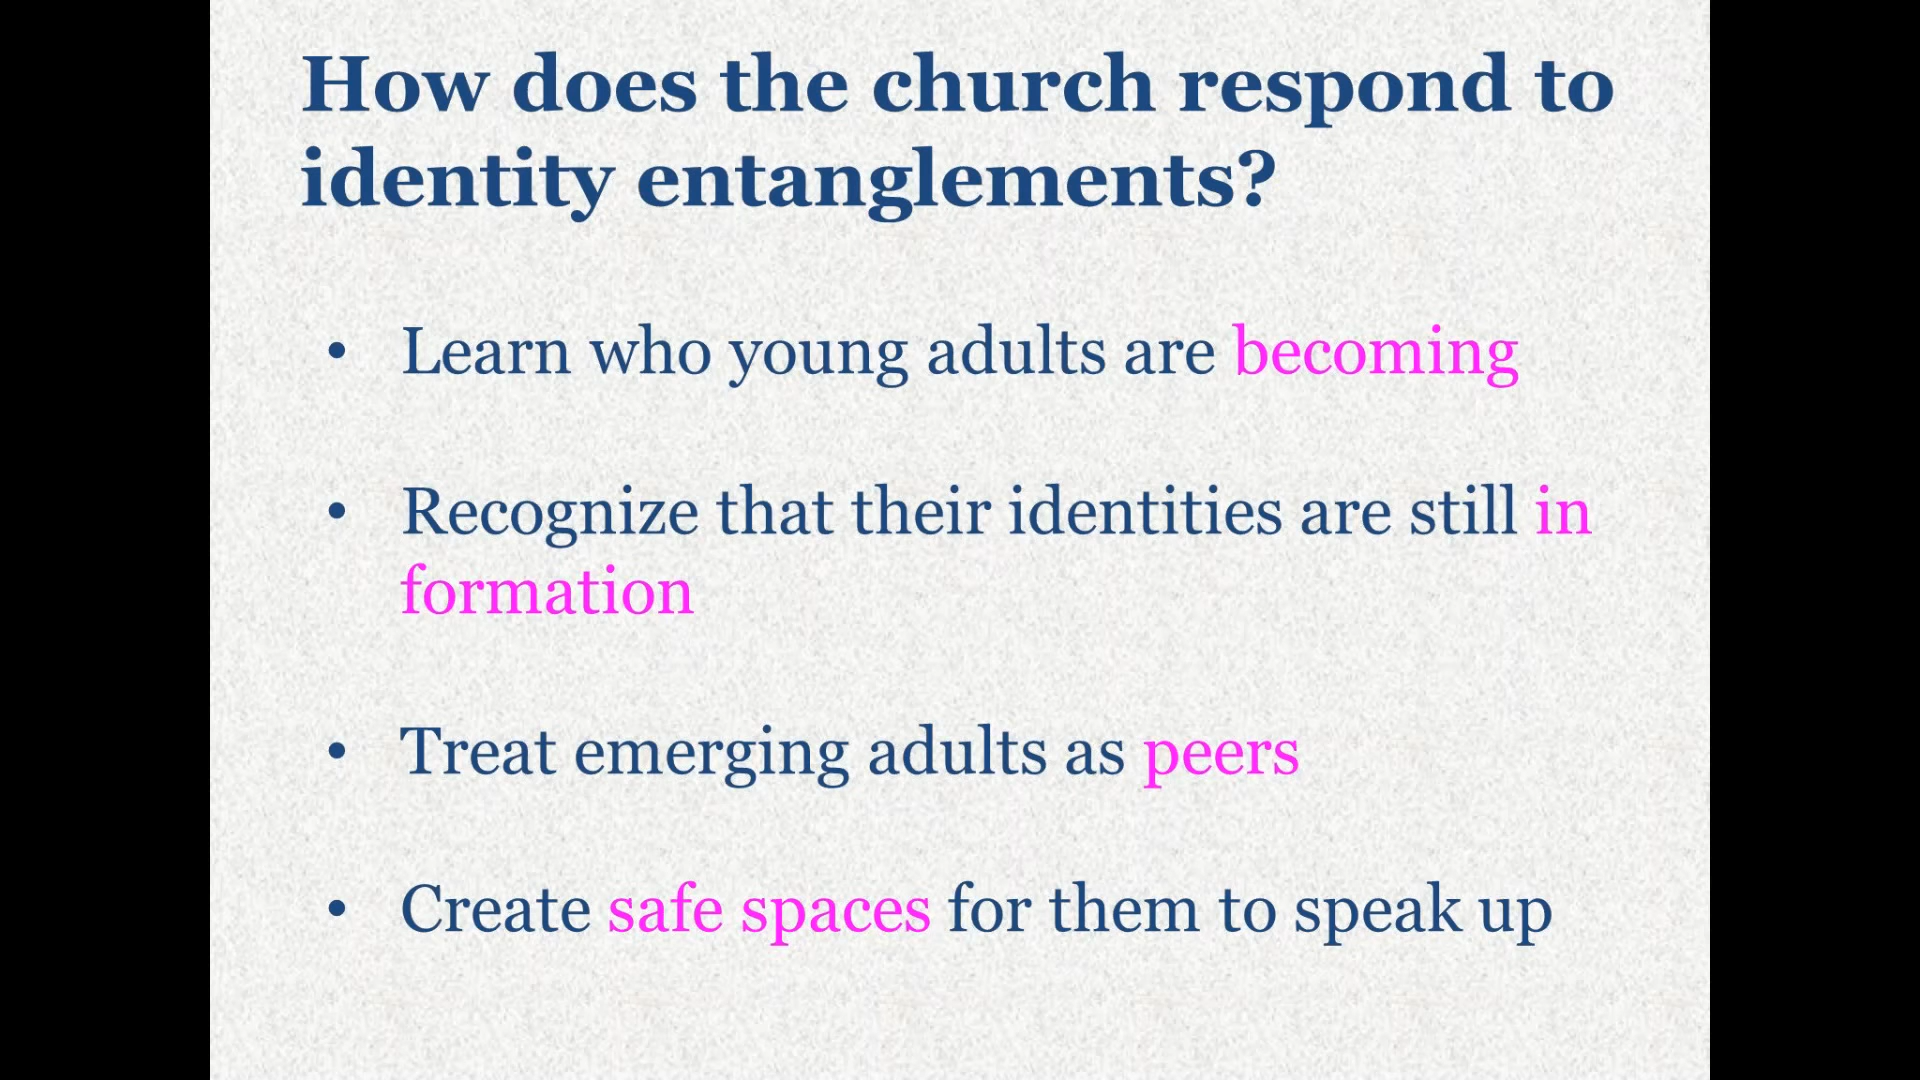 How does the church respond to
identity entanglements?
• Learn who young adults are becoming
• Recognize that their identities are still in
formation
• Treat emerging adults as peers
• Create safe spaces for them to speak up